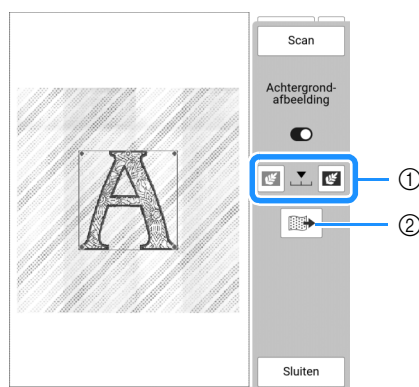 Scan
Achtergrond-
afbeelding
①
②
Sluiten
A